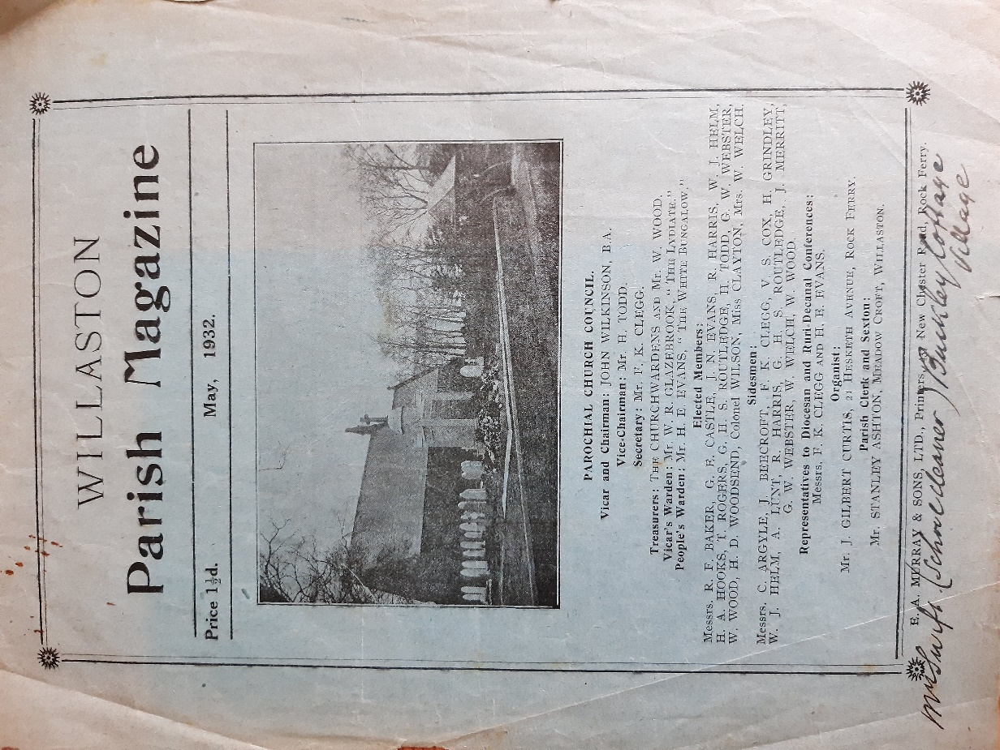 WILLASTON
Parish Magazine
Price 1½d. May, 1932.
PAROCHIAL CHURCH COUNCIL.
Vicar and Chairman: JOHN WILKINSON, B.A.
Vice-Chairman: Mr. H. TODD.
Secretary: Mr. F. K. CLEGG.
Treasurers: THE CHURCHWARDENS AND Mr. W. WOOD.
Vicar's Warden: Mr. W. R. GLAZEBROOK, "THE LYDIATE."
People's Warden: Mr. H. E. EVANS, "THE WHITE BUNGALOW."
Elected Members:
Messrs. R. F. BAKER, G. E. CASTLE, J. N. EVANS, R. HARRIS, W. J. HELM,
H. A. HOOKS, T. ROGERS, G. H. S. ROUTLEDGE, H. TODD, G. W. WEBSTER,
W. WOOD, H. D. WOODSEND, Colonel WILSON, Miss CLAYTON, Mrs. W. WELCH.
Sidesmen:
Messrs. C. ARGYLE, J. BEECROFT, F. K. CLEGG, V. S. COX, H. GRINDLEY,
W. J. HELM, A. LUNT, R. HARRIS, G. H. S. ROUTLEDGE, J. MERRITT,
G. W. WEBSTER, W. WELCH, W. WOOD.
Representatives to Diocesan and Ruri-Decanal Conferences:
Messrs. F. K. CLEGG AND H. E. EVANS.
Organist:
Mr. J. GILBERT CURTIS, 21 HESKETH AVENUE, ROCK FERRY.
Parish Clerk and Sexton:
Mr. STANLEY ASHTON, MEADOW CROFT, WILLASTON.
E. A. MURRAY & SONS, LTD., Printers, New Chester Road, Rock Ferry.
Swift (School cleaner) Buckley Cottage
Village